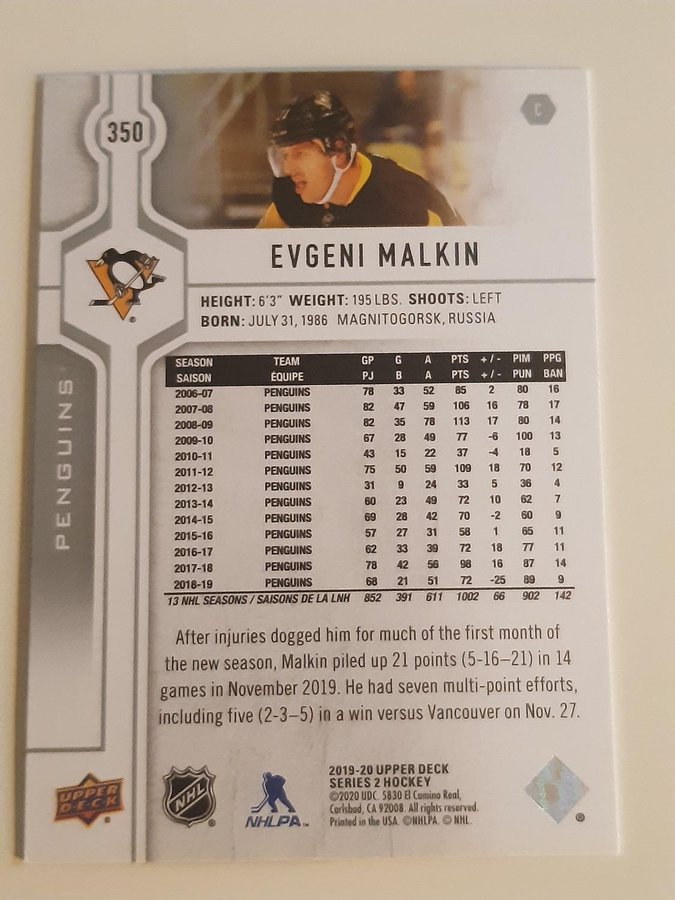 350
C
EVGENI MALKIN
HEIGHT: 6'3" WEIGHT: 195 LBS. SHOOTS: LEFT
BORN: JULY 31, 1986 MAGNITOGORSK, RUSSIA
PENGUINS
SEASON TEAM GP G A PTS +/- PIM PPG
SAISON ÉQUIPE PJ B A PTS +/- PUN BAN
2006-07 PENGUINS 78 33 52 85 2 80 16
2007-08 PENGUINS 82 47 59 106 16 78 17
2008-09 PENGUINS 82 35 78 113 17 80 14
2009-10 PENGUINS 67 28 49 77 -6 100 13
2010-11 PENGUINS 43 15 22 37 -4 18 5
2011-12 PENGUINS 75 50 59 109 18 70 12
2012-13 PENGUINS 31 9 24 33 5 36 4
2013-14 PENGUINS 60 23 49 72 10 62 7
2014-15 PENGUINS 69 28 42 70 -2 60 9
2015-16 PENGUINS 57 27 31 58 1 65 11
2016-17 PENGUINS 62 33 39 72 18 77 11
2017-18 PENGUINS 78 42 56 98 16 87 14
2018-19 PENGUINS 68 21 51 72 -25 89 9
13 NHL SEASONS / SAISONS DE LA LNH 852 391 611 1002 66 902 142
After injuries dogged him for much of the first month of
the new season, Malkin piled up 21 points (5-16–21) in 14
games in November 2019. He had seven multi-point efforts,
including five (2-3–5) in a win versus Vancouver on Nov. 27.
UPPER DECK
NHL
NHLPA
2019-20 UPPER DECK
SERIES 2 HOCKEY
©2020 UDC. 5830 El Camino Real,
Carlsbad, CA 92008. All rights reserved.
Printed in the USA. ©NHLPA. © NHL.